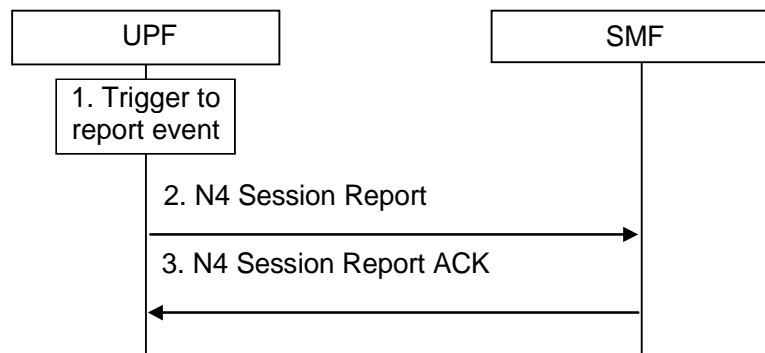 UPF
SMF
1. Trigger to
report event
2. N4 Session Report
3. N4 Session Report ACK